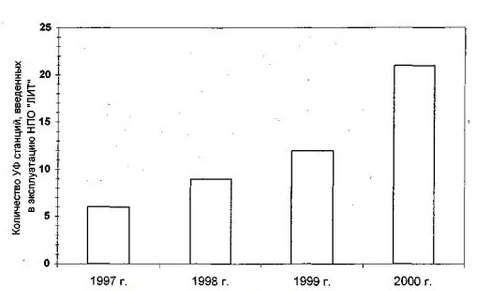 Количество УФ станций, введенных
в эксплуатацию НПО "ЛИТ"
25
20
15
10
5
0
1997 г.
1998 г.
1999 г.
2000 г.